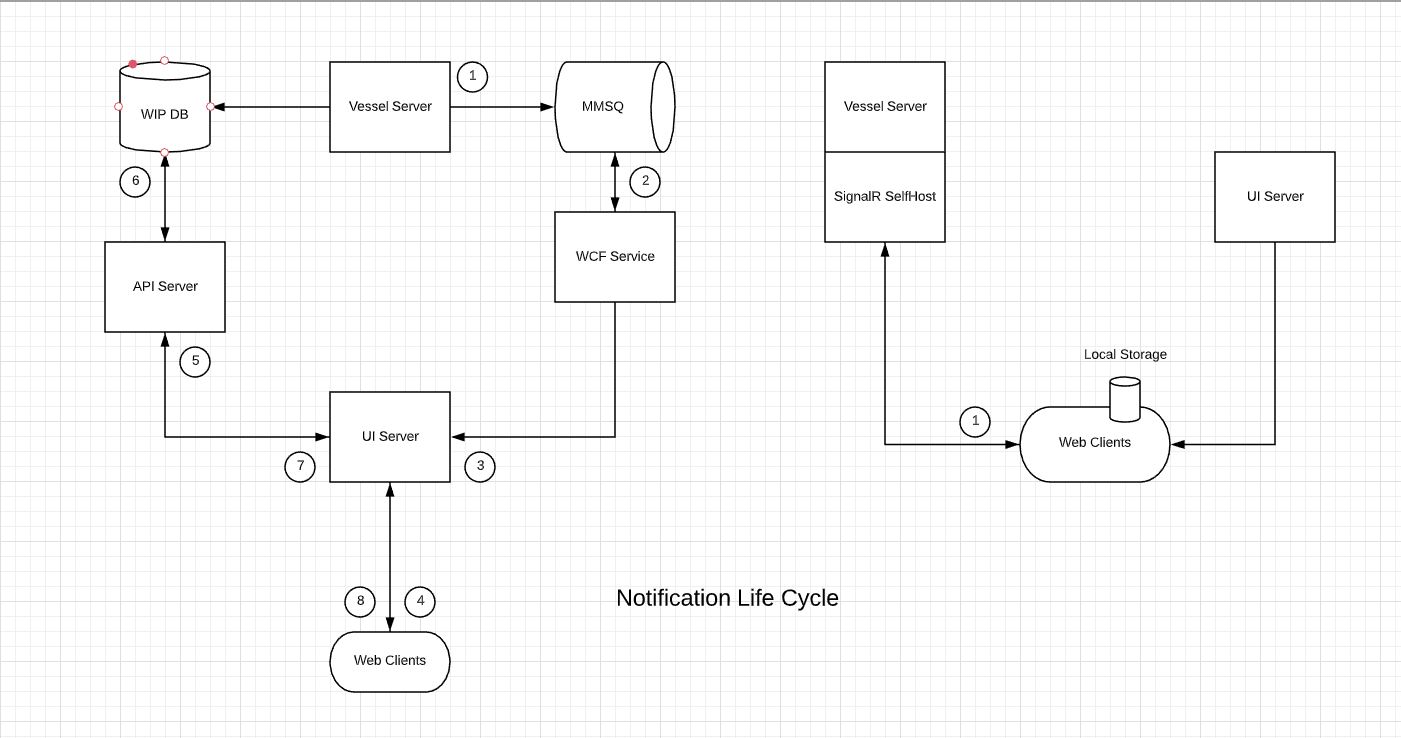 WIP DB
Vessel Server
1
MMSQ
6
2
API Server
WCF Service
5
UI Server
7
3
8
4
Web Clients
Notification Life Cycle
Vessel Server
SignalR SelfHost
UI Server
Local Storage
1
Web Clients